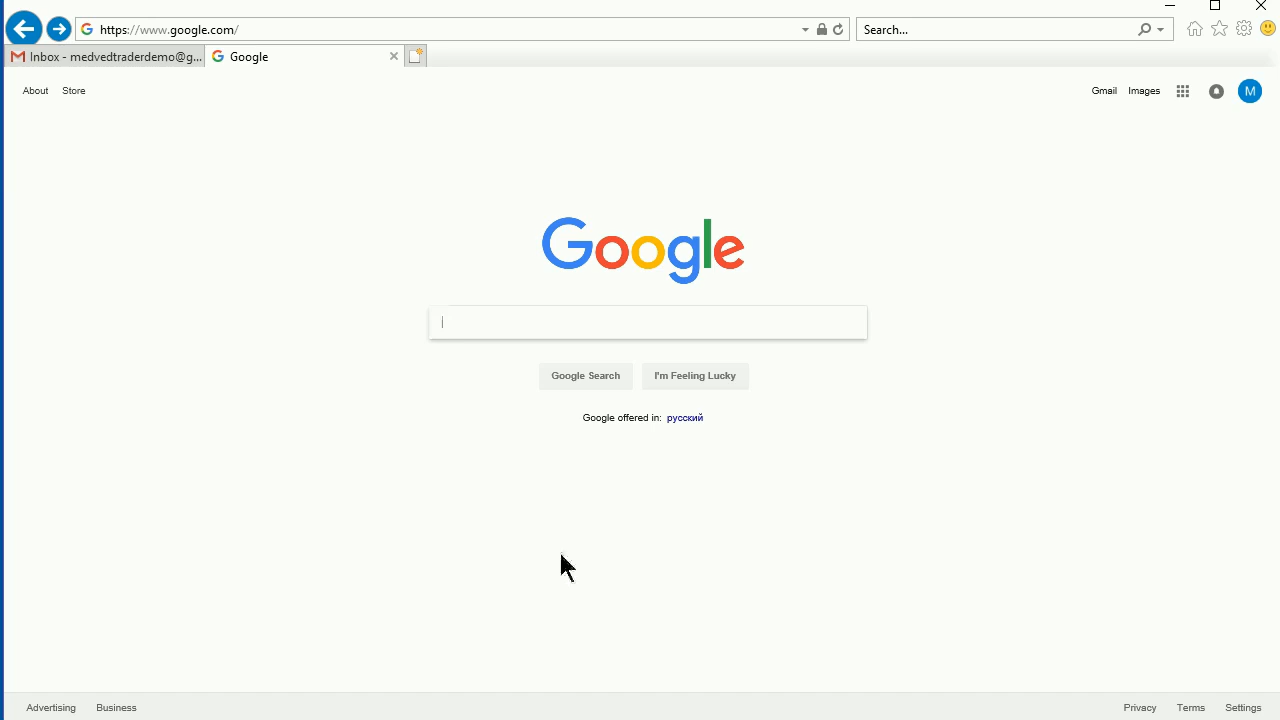 https://www.google.com/
Search...
Inbox - medvedtraderdemo@g...
Google
About Store
Gmail Images M
Google
Google Search I'm Feeling Lucky
Google offered in: русский
Advertising Business
Privacy Terms Settings